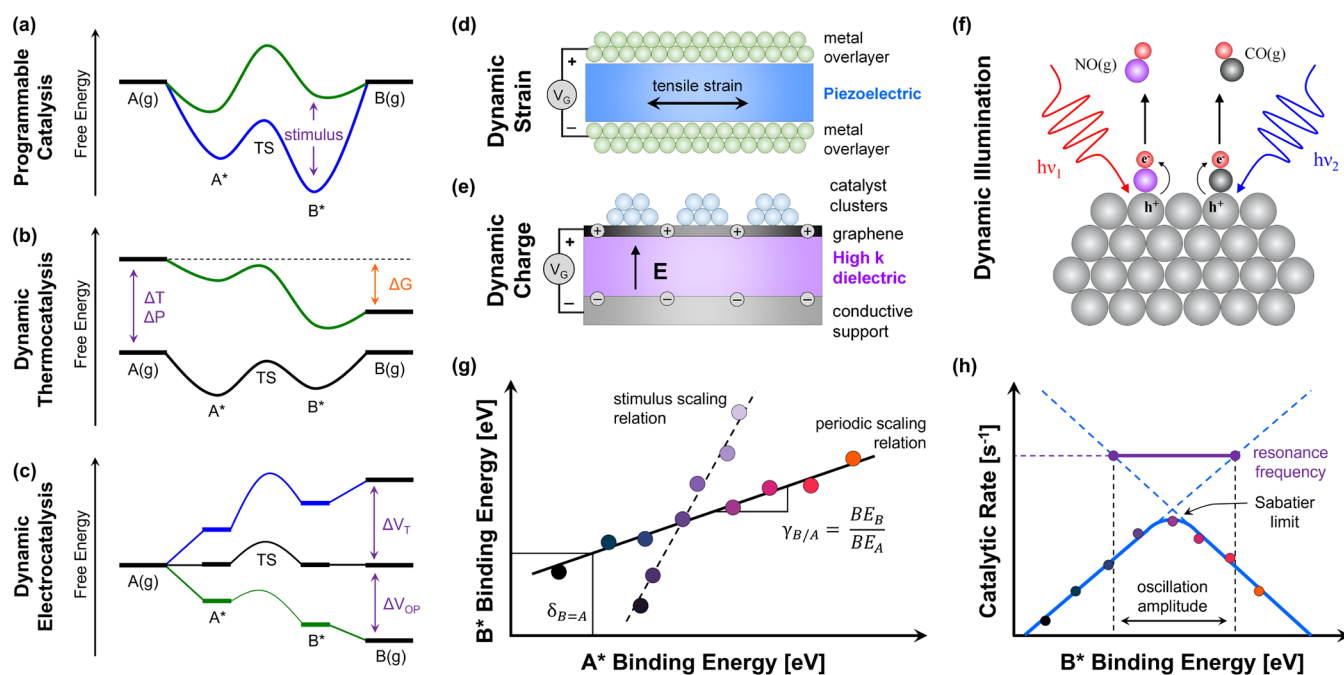 (a)
Programmable
Catalysis
Free Energy
A(g)
TS
stimulus
A*
B*
B(g)
(b)
Dynamic
Thermocatalysis
Free Energy
ΔT
ΔP
ΔG
A(g)
TS
A*
B*
B(g)
(c)
Dynamic
Electrocatalysis
Free Energy
A(g)
TS
A*
B*
B(g)
ΔV_T
ΔV_OP
(d)
Dynamic
Strain
metal
overlayer
+
V_G
−
tensile strain
Piezoelectric
metal
overlayer
(e)
Dynamic
Charge
catalyst
clusters
+ + + +
graphene
+
V_G
−
E
High k
dielectric
− − − −
conductive
support
(f)
Dynamic Illumination
NO(g)
CO(g)
hν₁
e⁻
e⁻
hν₂
h⁺
h⁺
(g)
B* Binding Energy [eV]
stimulus scaling
relation
periodic scaling
relation
γ_{B/A} = BE_B / BE_A
δ_{B=A}
A* Binding Energy [eV]
(h)
Catalytic Rate [s⁻¹]
resonance
frequency
Sabatier
limit
oscillation
amplitude
B* Binding Energy [eV]